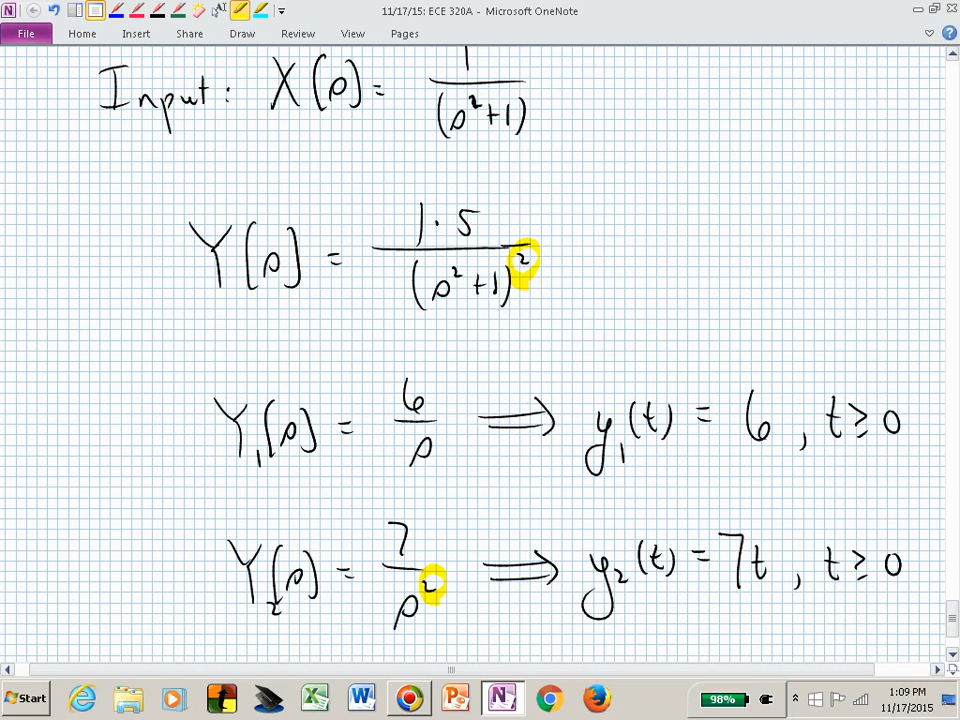 11/17/15: ECE 320A - Microsoft OneNote
File Home Insert Share Draw Review View Pages
Input: X(s) = 1/(s²+1)
Y(s) = 1·5/(s²+1)²
Y₁(s) = 6/s ⟹ y₁(t) = 6, t ≥ 0
Y₂(s) = 7/s² ⟹ y₂(t) = 7t, t ≥ 0
Start 98% 1:09 PM
11/17/2015